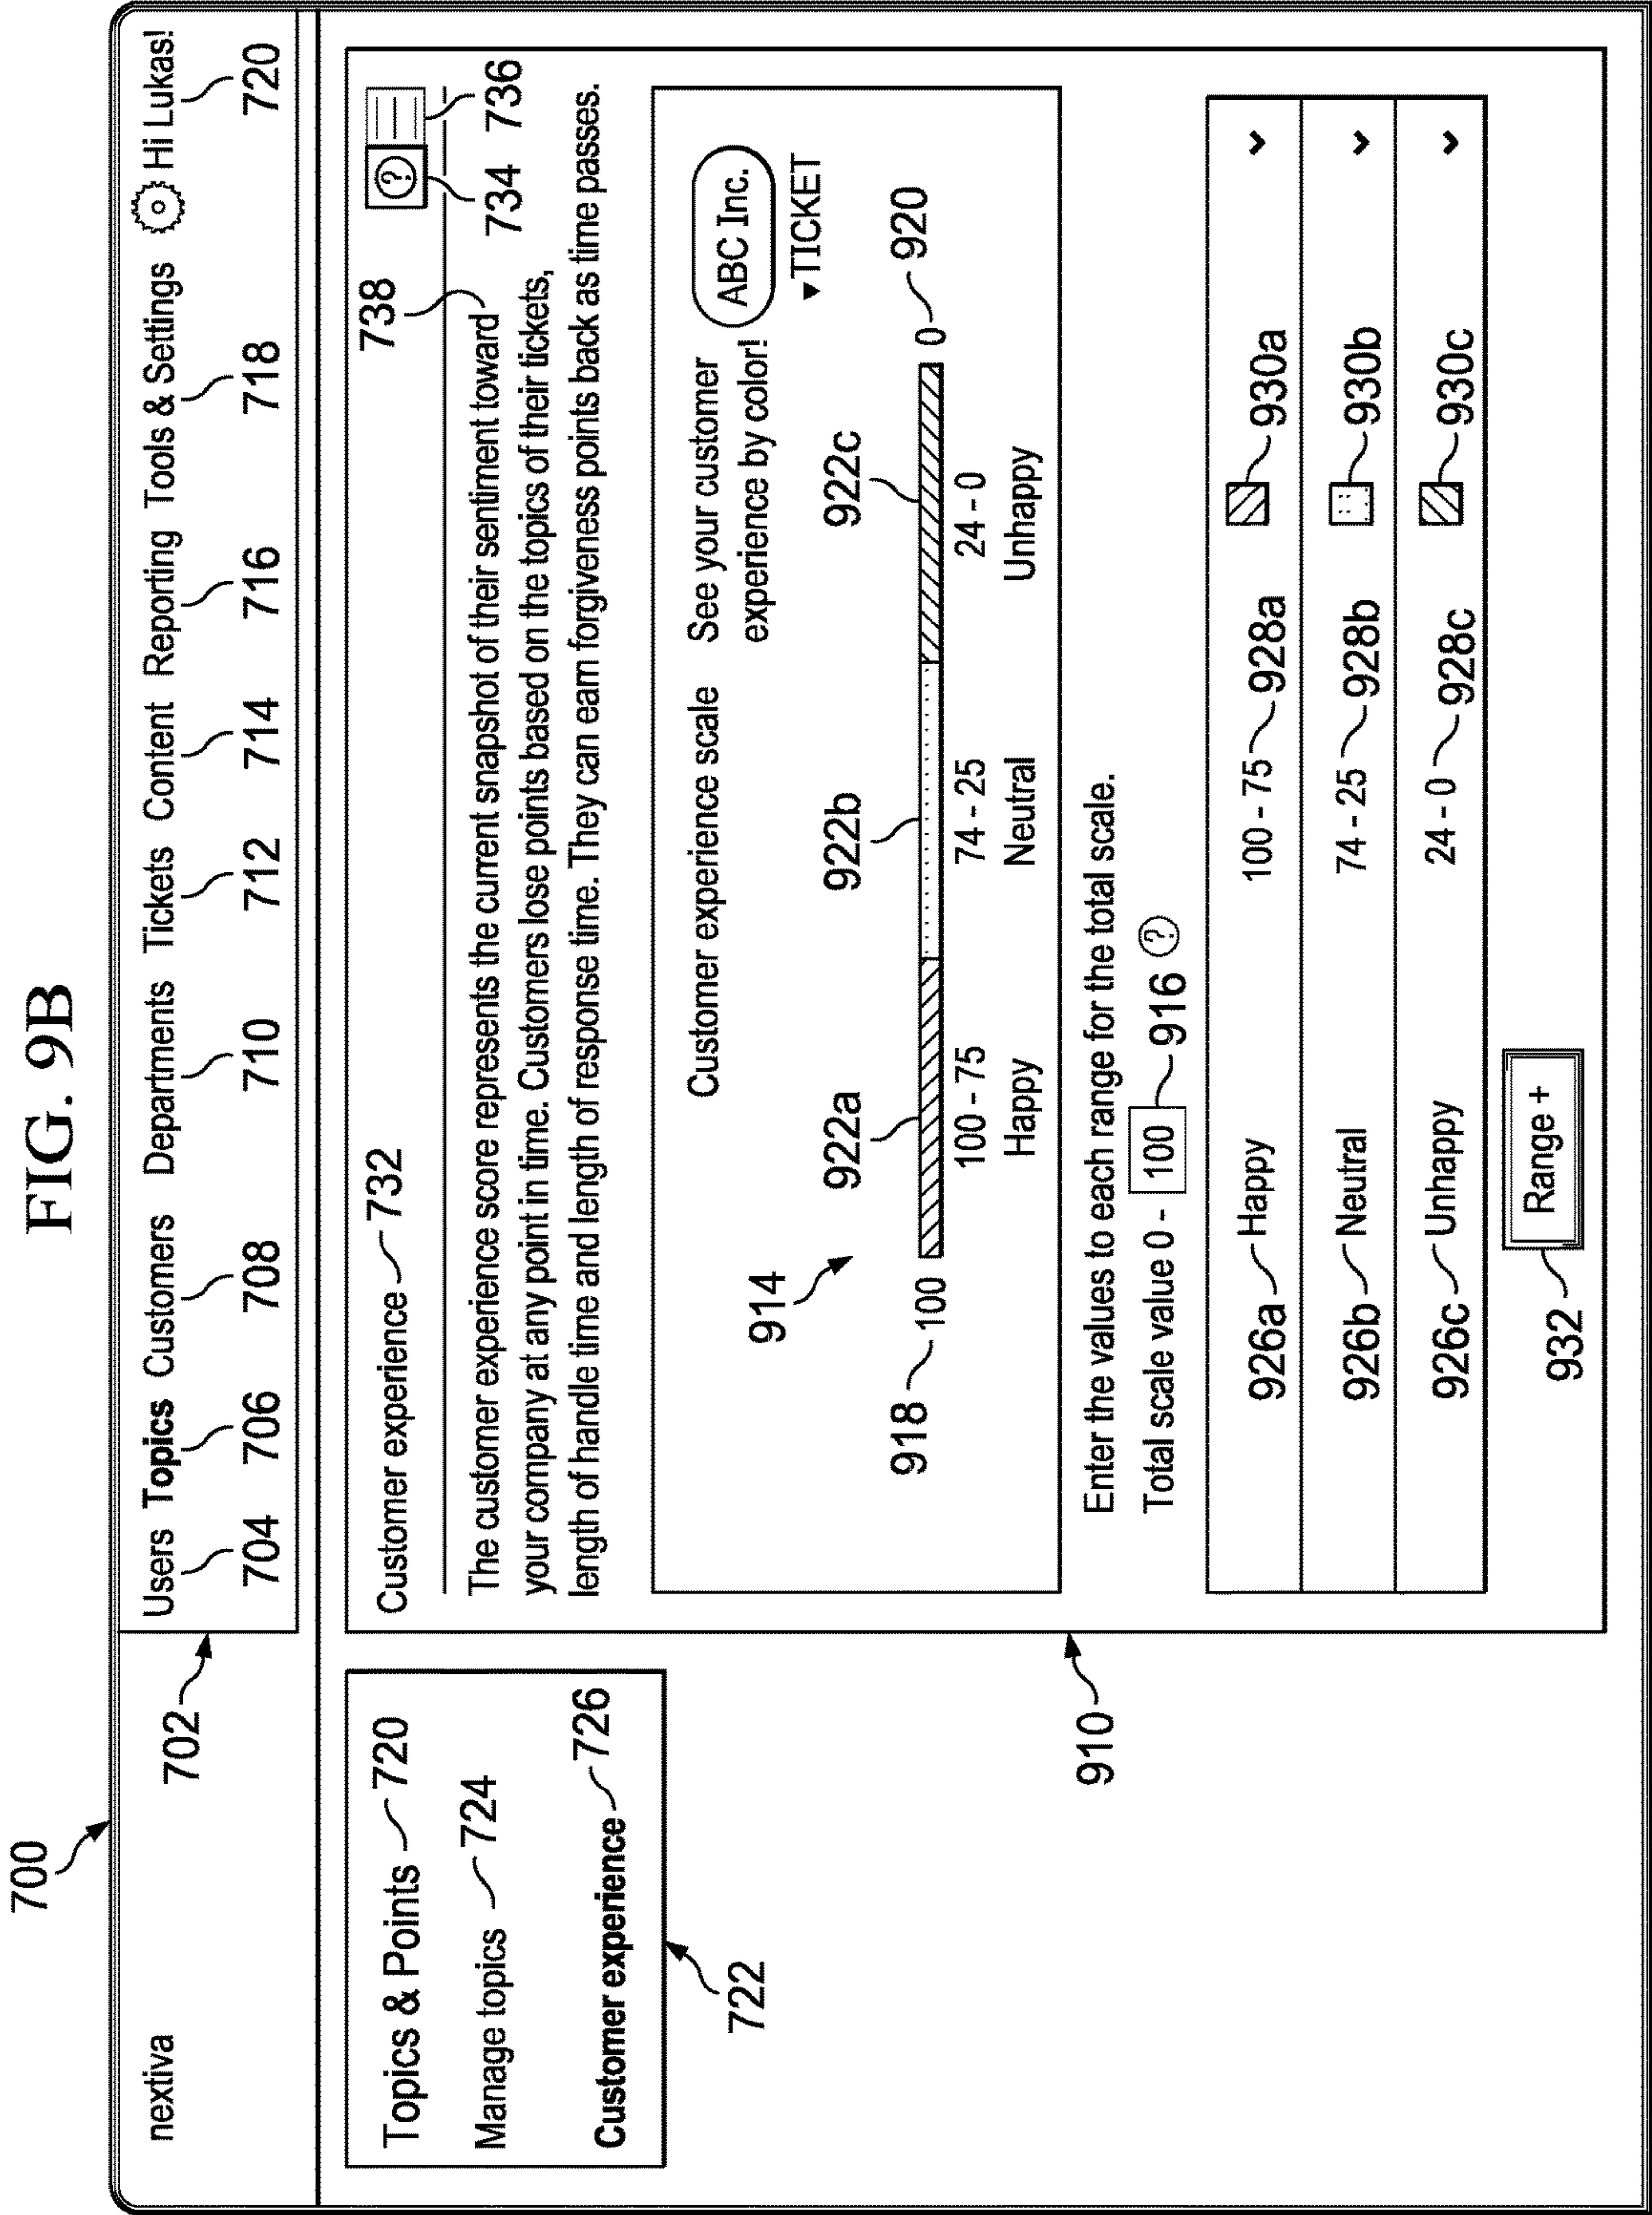 FIG. 9B
700
nextiva
702
Users Topics Customers Departments Tickets Content Reporting Tools & Settings Hi Lukas!
704 706 708 710 712 714 716 718 720
Topics & Points 720
Manage topics 724
Customer experience 726
722
Customer experience 732
738
?
734 736
The customer experience score represents the current snapshot of their sentiment toward
your company at any point in time. Customers lose points based on the topics of their tickets,
length of handle time and length of response time. They can earn forgiveness points back as time passes.
Customer experience scale
See your customer
experience by color!
ABC Inc.
▾TICKET
914
922a 922b 922c
918 100 0 920
100 - 75 74 - 25 24 - 0
Happy Neutral Unhappy
910
Enter the values to each range for the total scale.
Total scale value 0 - 100 916 ?
926a Happy 100 - 75 928a 930a
926b Neutral 74 - 25 928b 930b
926c Unhappy 24 - 0 928c 930c
932 Range +